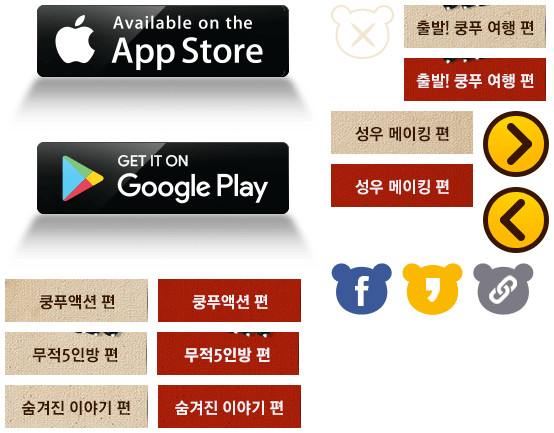 Available on the
App Store
GET IT ON
Google Play
쿵푸액션 편
쿵푸액션 편
무적5인방 편
무적5인방 편
숨겨진 이야기 편
숨겨진 이야기 편
출발! 쿵푸 여행 편
출발! 쿵푸 여행 편
성우 메이킹 편
성우 메이킹 편